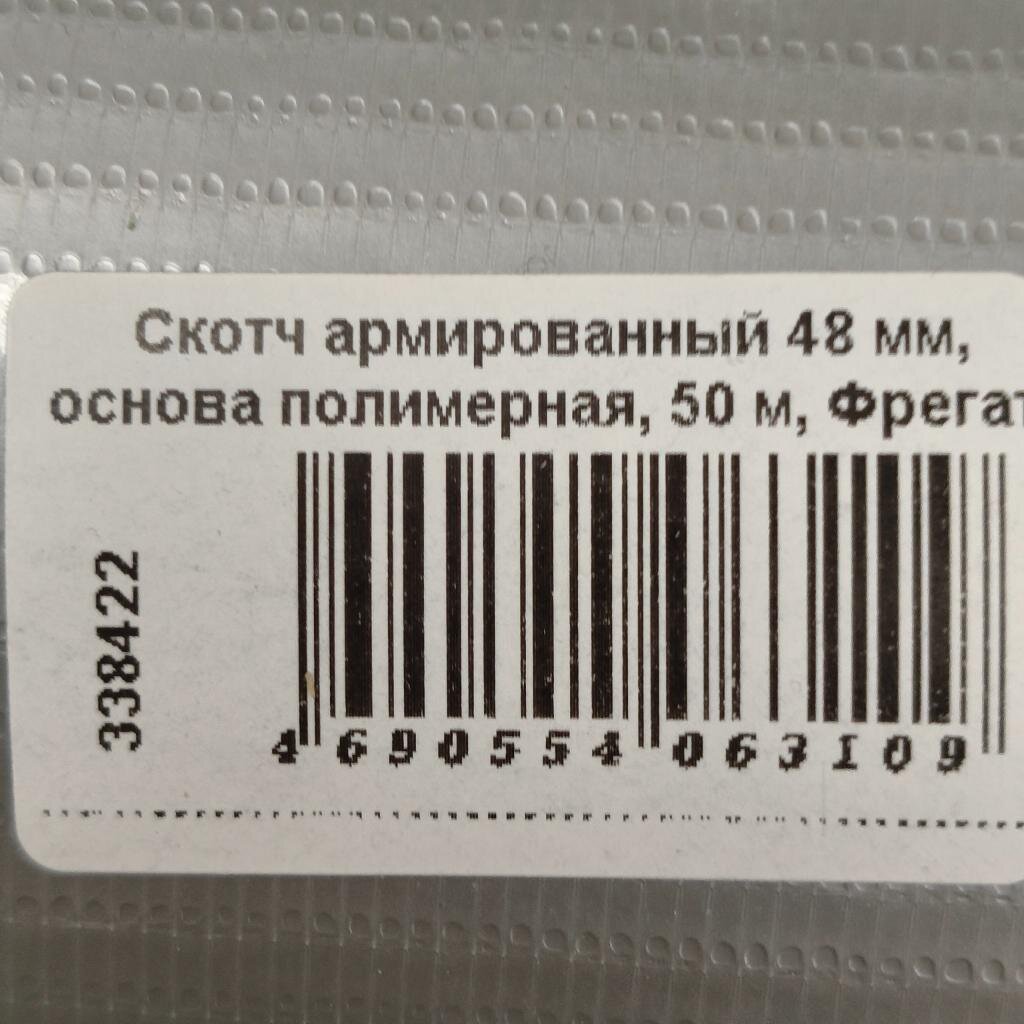 Скотч армированный 48 мм,
основа полимерная, 50 м, Фрегат
338422
4 690554 063109